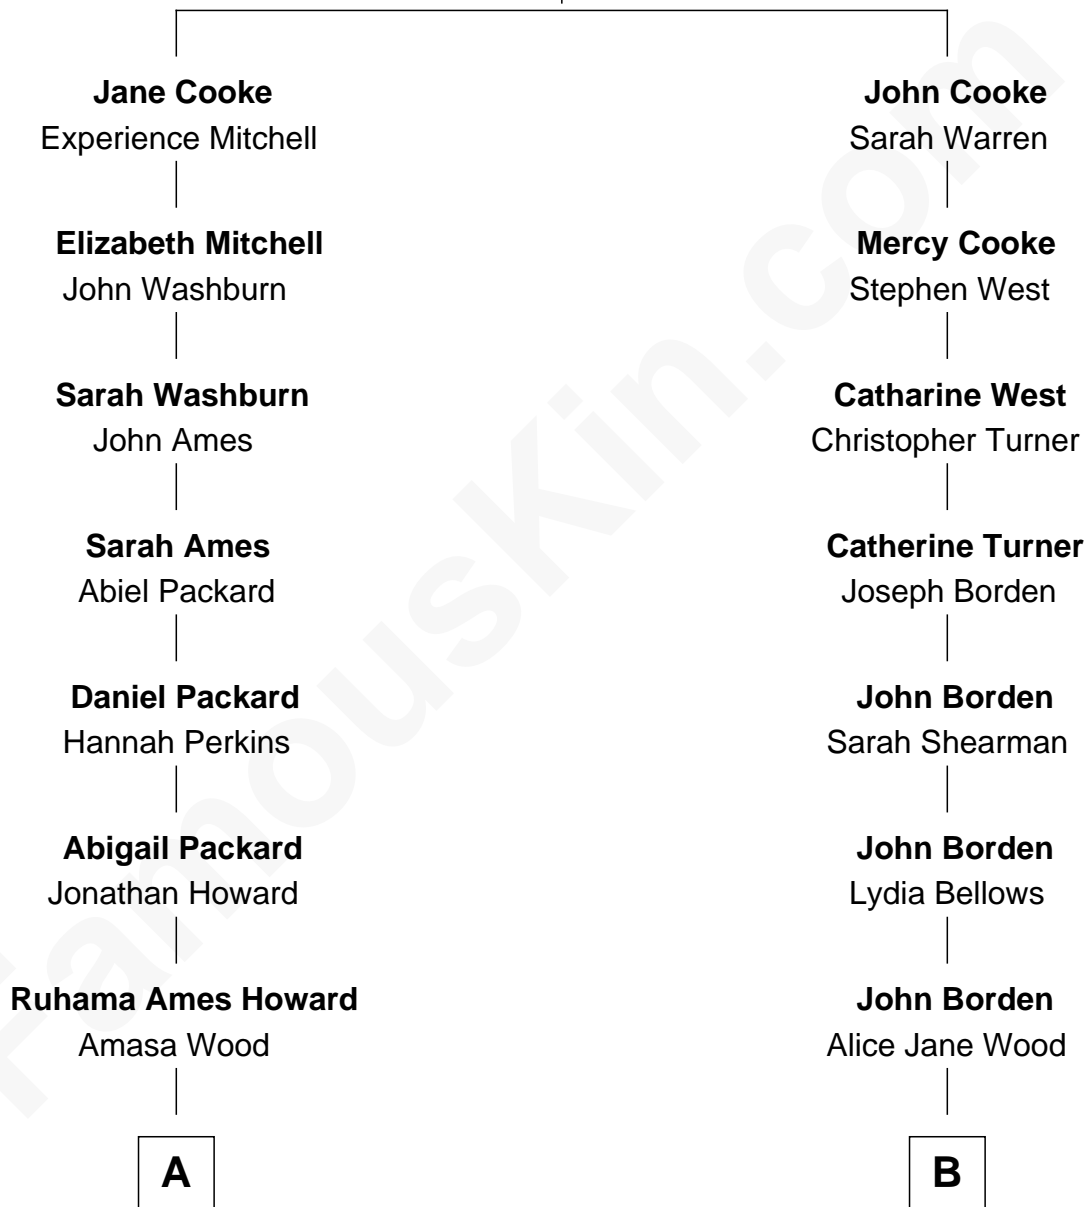 Jane Cooke
Experience Mitchell
Elizabeth Mitchell
John Washburn
Sarah Washburn
John Ames
Sarah Ames
Abiel Packard
Daniel Packard
Hannah Perkins
Abigail Packard
Jonathan Howard
Ruhama Ames Howard
Amasa Wood
A
John Cooke
Sarah Warren
Mercy Cooke
Stephen West
Catharine West
Christopher Turner
Catherine Turner
Joseph Borden
John Borden
Sarah Shearman
John Borden
Lydia Bellows
John Borden
Alice Jane Wood
B
FamousKin.com